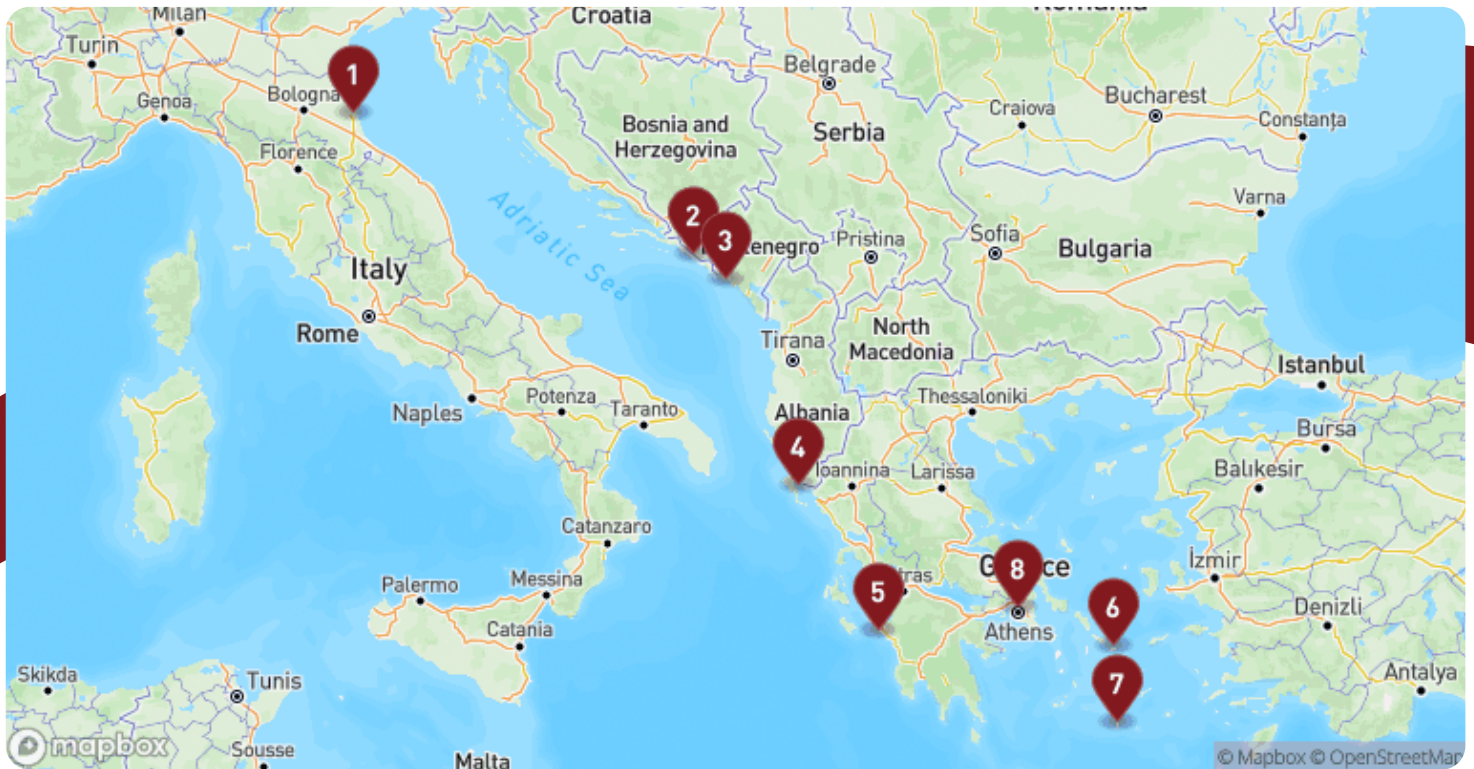 Milan
Croatia
Turin
1
Belgrade
Bologna
Genoa
Craiova
Bucharest
Constanța
Bosnia and
Herzegovina
Serbia
Florence
Adriatic Sea
2
3
Varna
Pristina
Sofia
Bulgaria
Italy
Rome
Tirana
North
Macedonia
Istanbul
Naples
Potenza
Taranto
Albania
Thessaloniki
Bursa
4
Ioannina
Larissa
Balıkesir
Catanzaro
Palermo
Messina
5
8
6
İzmir
Denizli
Catania
Athens
Skikda
Tunis
7
Antalya
mapbox
Sousse
Malta
© Mapbox © OpenStreetMap